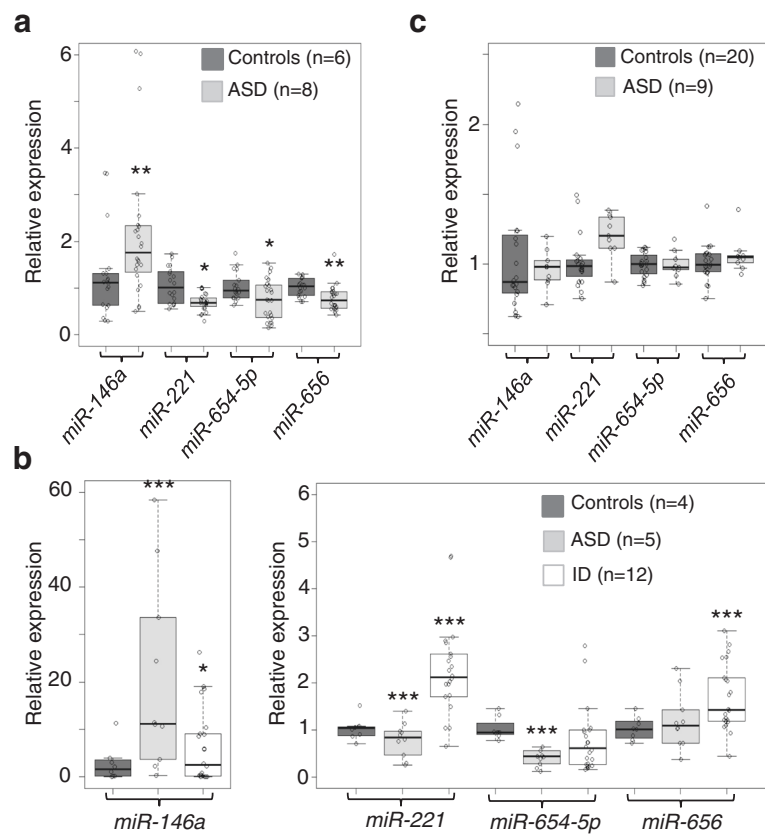 a
Relative expression
6
4
2
0
Controls (n=6)
ASD (n=8)
**
*
*
**
miR-146a
miR-221
miR-654-5p
miR-656
c
Relative expression
2
1
Controls (n=20)
ASD (n=9)
miR-146a
miR-221
miR-654-5p
miR-656
b
Relative expression
60
40
20
0
***
*
miR-146a
Relative expression
6
5
4
3
2
1
0
Controls (n=4)
ASD (n=5)
ID (n=12)
***
***
***
***
miR-221
miR-654-5p
miR-656